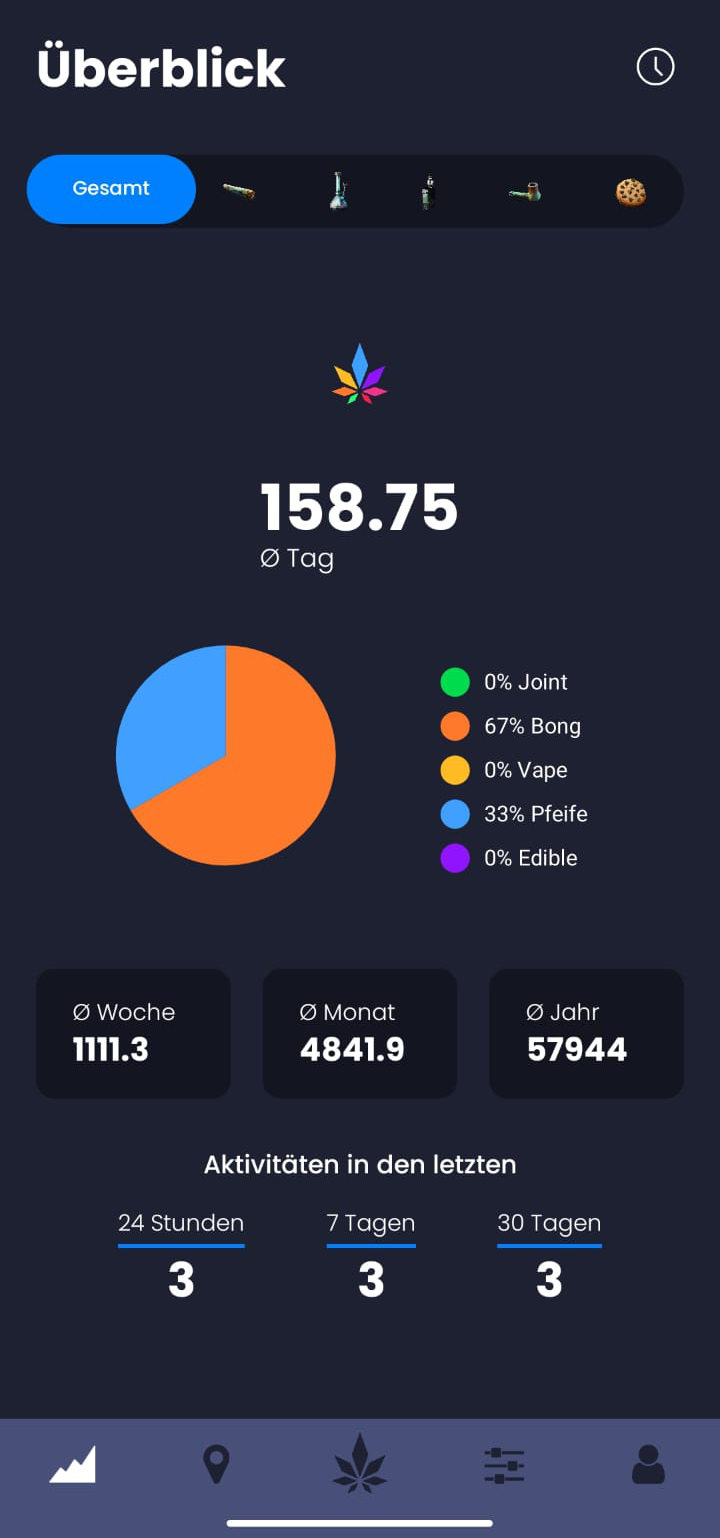 Überblick
Gesamt
158.75
Ø Tag
0% Joint
67% Bong
0% Vape
33% Pfeife
0% Edible
Ø Woche
1111.3
Ø Monat
4841.9
Ø Jahr
57944
Aktivitäten in den letzten
24 Stunden
3
7 Tagen
3
30 Tagen
3